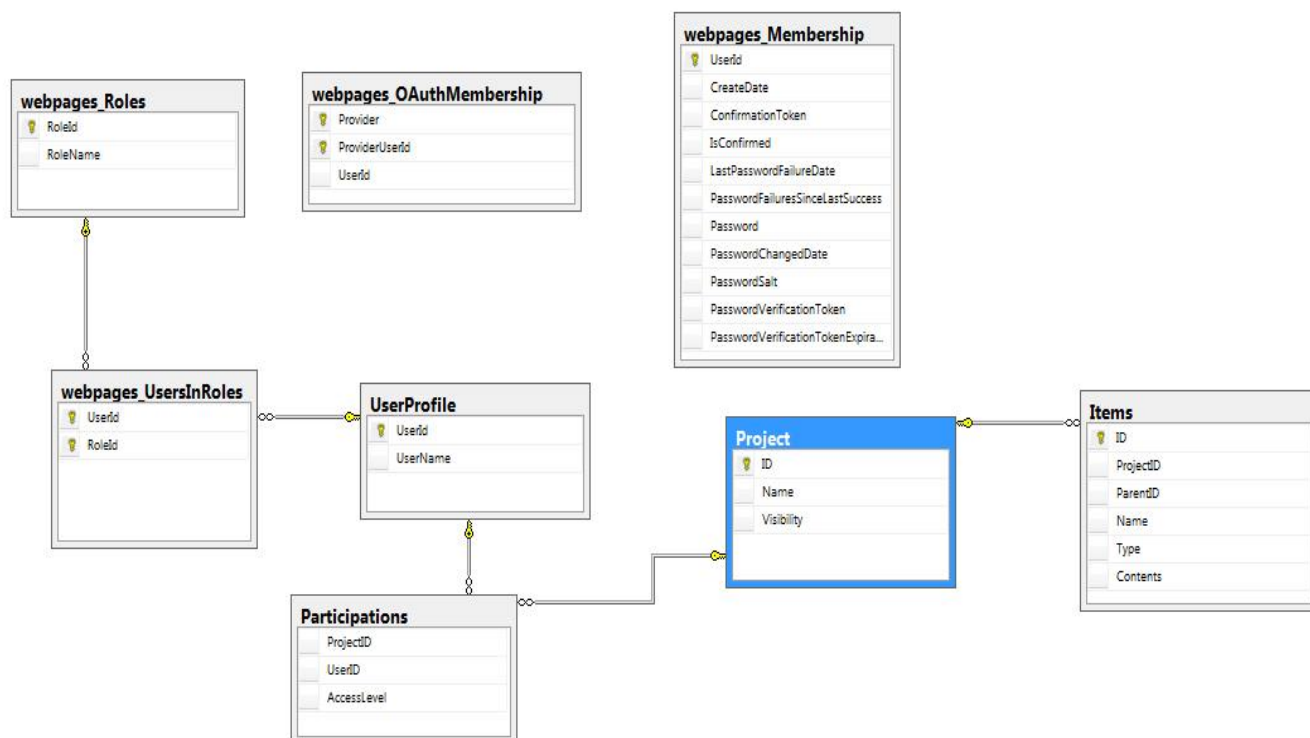 webpages_Membership
UserId
CreateDate
ConfirmationToken
IsConfirmed
LastPasswordFailureDate
PasswordFailuresSinceLastSuccess
Password
PasswordChangedDate
PasswordSalt
PasswordVerificationToken
PasswordVerificationTokenExpira...
webpages_Roles
RoleId
RoleName
webpages_OAuthMembership
Provider
ProviderUserId
UserId
webpages_UsersInRoles
UserId
RoleId
UserProfile
UserId
UserName
Project
ID
Name
Visibility
Items
ID
ProjectID
ParentID
Name
Type
Contents
Participations
ProjectID
UserID
AccessLevel